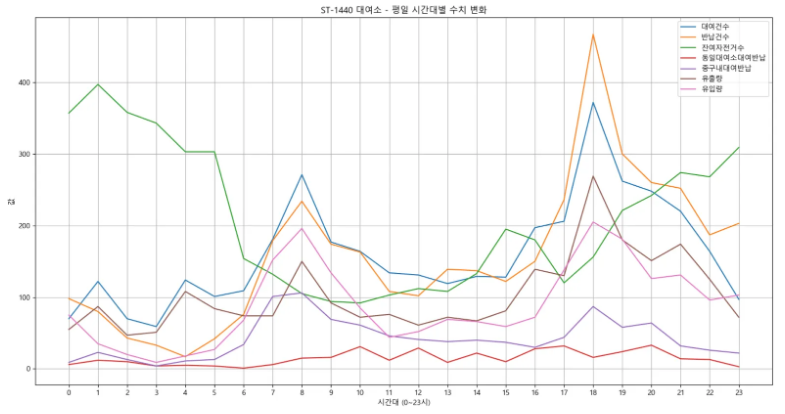 ST-1440 대여소 - 평일 시간대별 수치 변화
대여건수
반납건수
잔여자전거수
동일대여소대여반납
중구내대여반납
유출량
유입량
400
300
200
100
0
값
0 1 2 3 4 5 6 7 8 9 10 11 12 13 14 15 16 17 18 19 20 21 22 23
시간대 (0~23시)